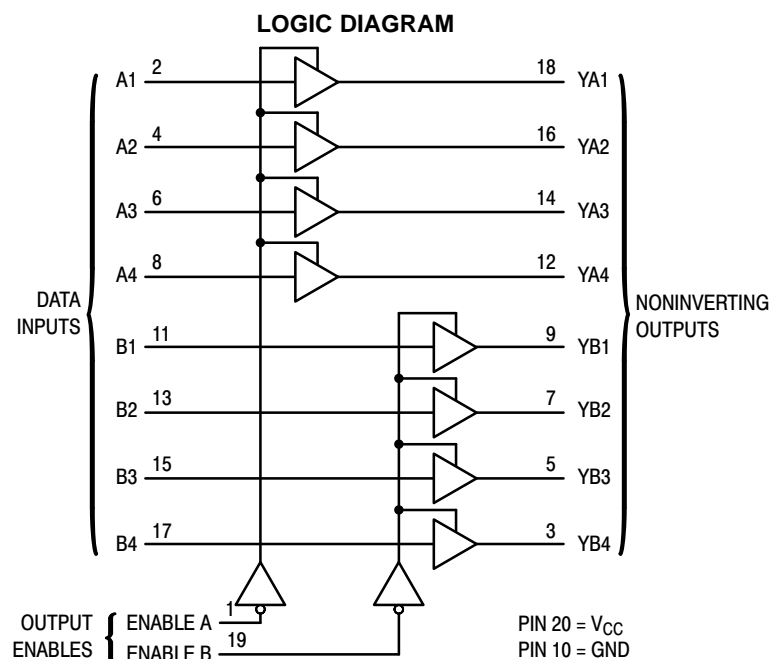 LOGIC DIAGRAM
A1 2 18 YA1
A2 4 16 YA2
A3 6 14 YA3
A4 8 12 YA4
DATA INPUTS
NONINVERTING OUTPUTS
B1 11 9 YB1
B2 13 7 YB2
B3 15 5 YB3
B4 17 3 YB4
OUTPUT ENABLES
ENABLE A 1
ENABLE B 19
PIN 20 = VCC
PIN 10 = GND